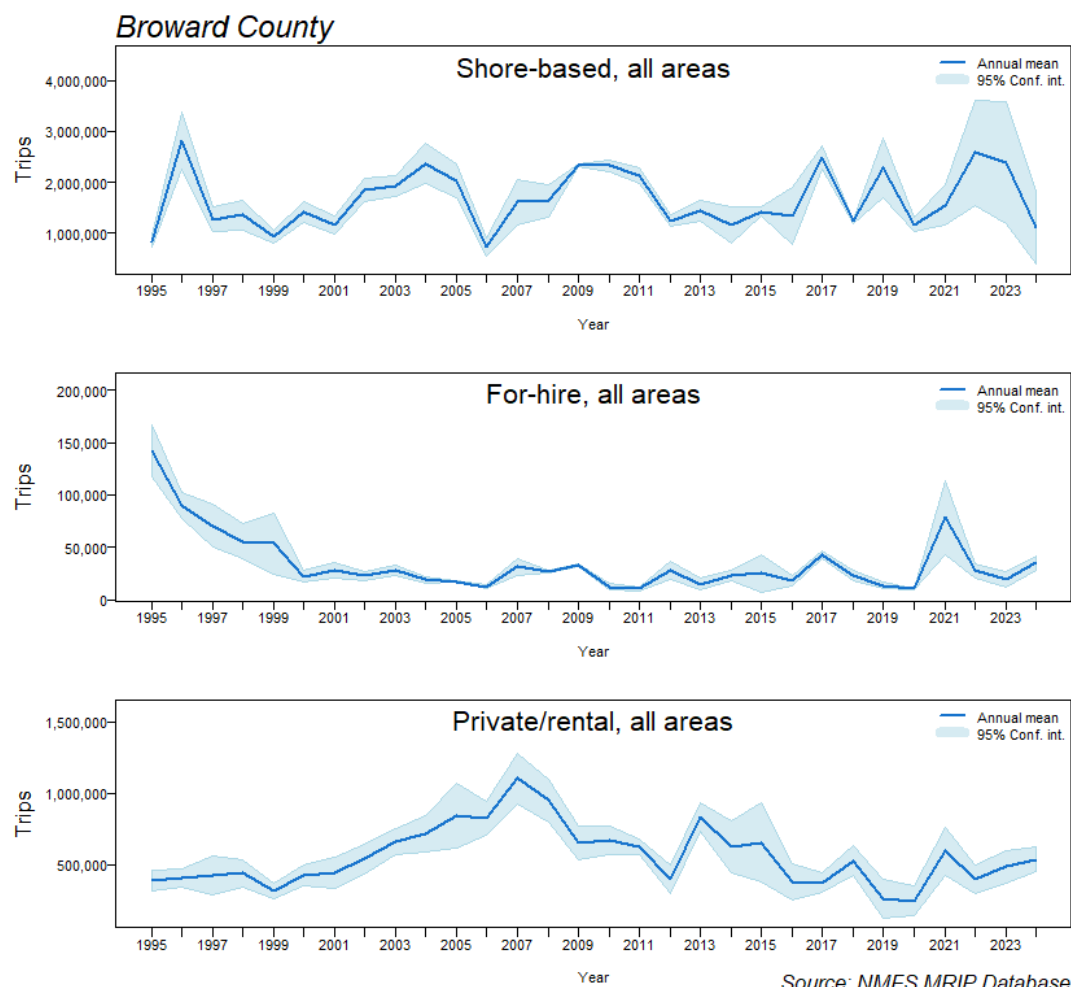 Broward County
Shore-based, all areas
Annual mean
95% Conf. int.
4,000,000
3,000,000
2,000,000
1,000,000
Trips
1995 1997 1999 2001 2003 2005 2007 2009 2011 2013 2015 2017 2019 2021 2023
Year
For-hire, all areas
Annual mean
95% Conf. int.
200,000
150,000
100,000
50,000
0
Trips
1995 1997 1999 2001 2003 2005 2007 2009 2011 2013 2015 2017 2019 2021 2023
Year
Private/rental, all areas
Annual mean
95% Conf. int.
1,500,000
1,000,000
500,000
Trips
1995 1997 1999 2001 2003 2005 2007 2009 2011 2013 2015 2017 2019 2021 2023
Year
Source: NMFS MRIP Database